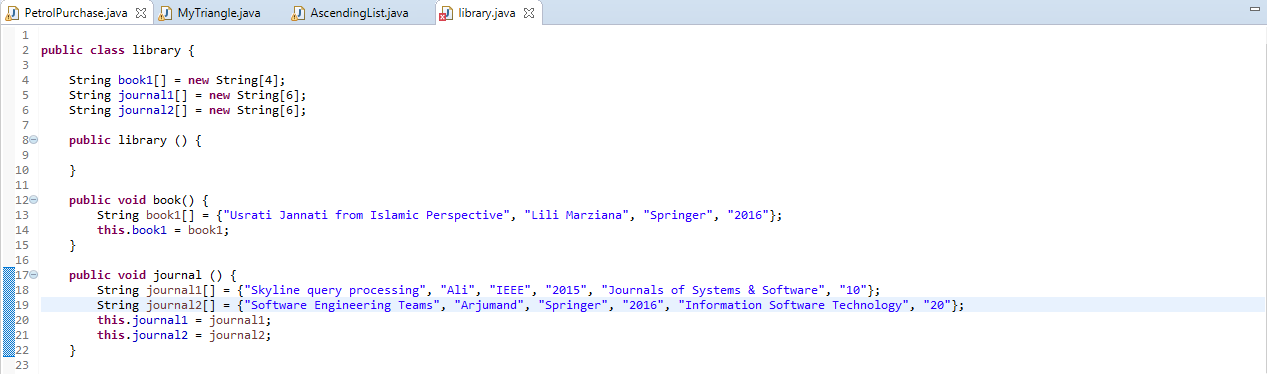 PetrolPurchase.java MyTriangle.java AscendingList.java library.java
1
2 public class library {
3
4 String book1[] = new String[4];
5 String journal1[] = new String[6];
6 String journal2[] = new String[6];
7
8 public library () {
9
10 }
11
12 public void book() {
13 String book1[] = {"Usrati Jannati from Islamic Perspective", "Lili Marziana", "Springer", "2016"};
14 this.book1 = book1;
15 }
16
17 public void journal () {
18 String journal1[] = {"Skyline query processing", "Ali", "IEEE", "2015", "Journals of Systems & Software", "10"};
19 String journal2[] = {"Software Engineering Teams", "Arjumand", "Springer", "2016", "Information Software Technology", "20"};
20 this.journal1 = journal1;
21 this.journal2 = journal2;
22 }
23